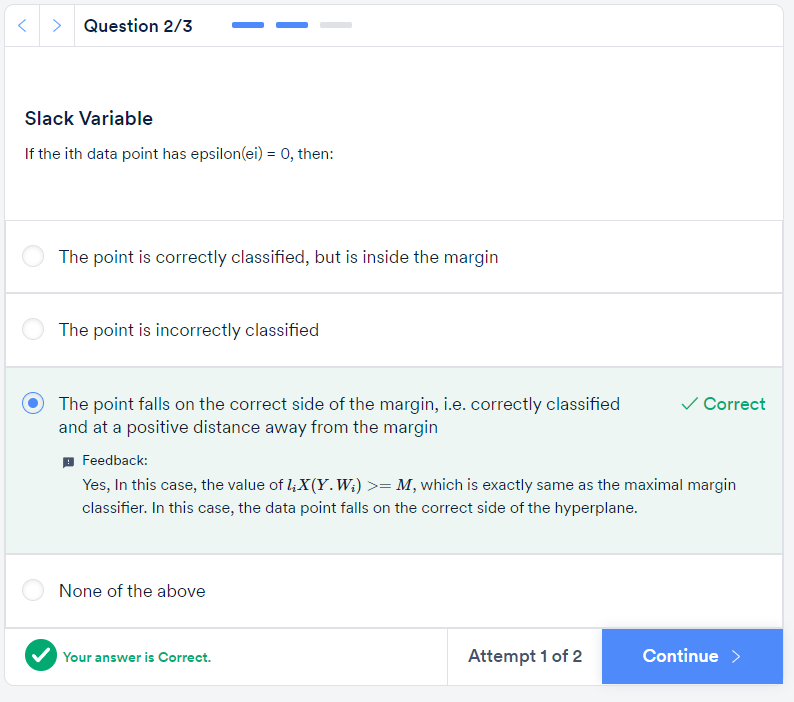 Question 2/3
Slack Variable
If the ith data point has epsilon(ei) = 0, then:
The point is correctly classified, but is inside the margin
The point is incorrectly classified
The point falls on the correct side of the margin, i.e. correctly classified
and at a positive distance away from the margin
Correct
Feedback:
Yes, In this case, the value of lᵢX(Y.Wᵢ) >= M, which is exactly same as the maximal margin
classifier. In this case, the data point falls on the correct side of the hyperplane.
None of the above
Your answer is Correct.
Attempt 1 of 2
Continue